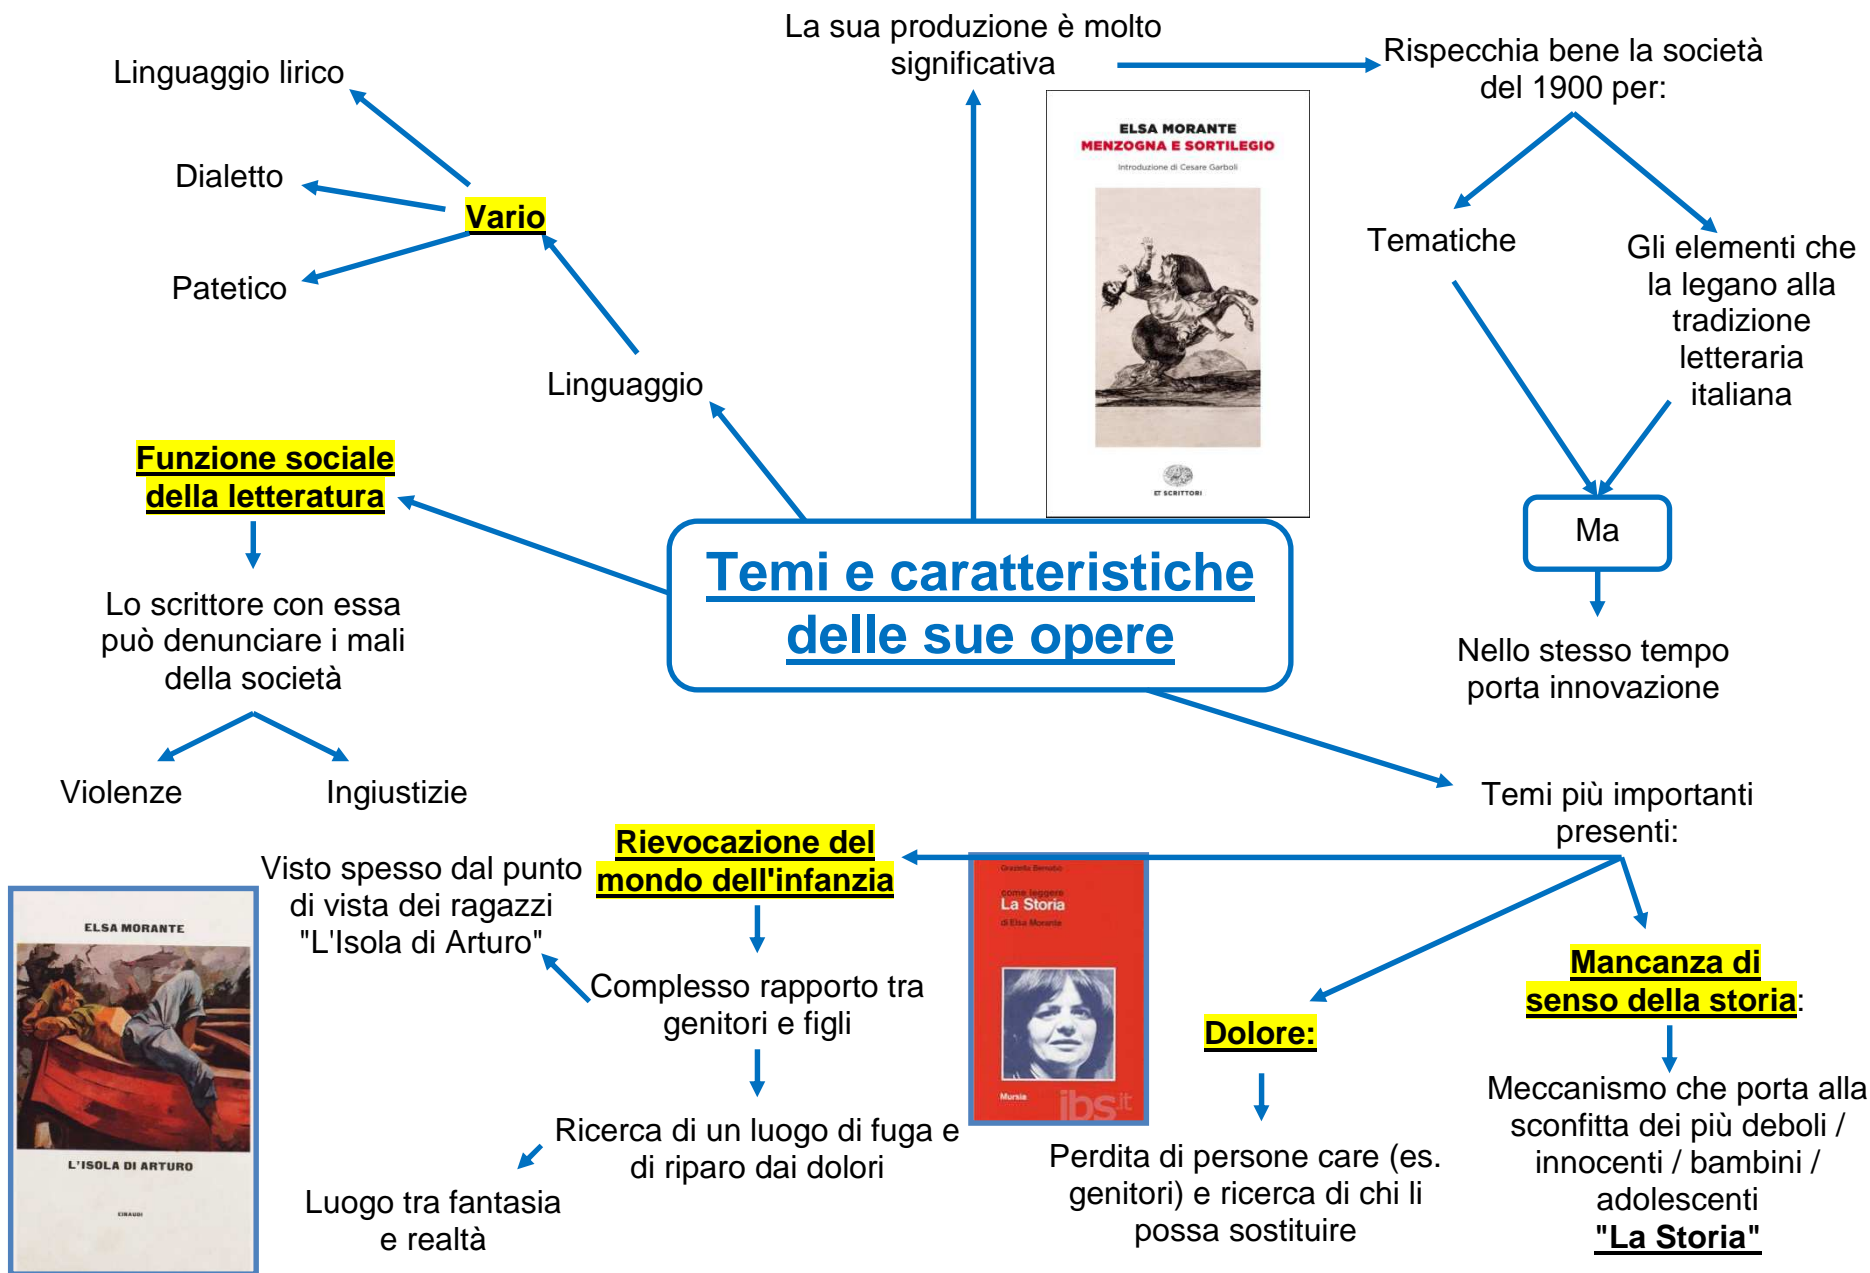 La sua produzione è molto
significativa
Rispecchia bene la società
del 1900 per:
Linguaggio lirico
Dialetto
Patetico
Vario
Linguaggio
ELSA MORANTE
MENZOGNA E SORTILEGIO
Introduzione di Cesare Garboli
ET SCRITTORI
Tematiche
Gli elementi che
la legano alla
tradizione
letteraria
italiana
Ma
Nello stesso tempo
porta innovazione
Funzione sociale
della letteratura
Lo scrittore con essa
può denunciare i mali
della società
Violenze
Ingiustizie
Temi e caratteristiche
delle sue opere
Temi più importanti
presenti:
Rievocazione del
mondo dell'infanzia
Visto spesso dal punto
di vista dei ragazzi
"L'Isola di Arturo"
Complesso rapporto tra
genitori e figli
Ricerca di un luogo di fuga e
di riparo dai dolori
Luogo tra fantasia
e realtà
ELSA MORANTE
L'ISOLA DI ARTURO
EINAUDI
Graziella Bernabò
come leggere
La Storia
di Elsa Morante
Mursia
ibs.it
Dolore:
Perdita di persone care (es.
genitori) e ricerca di chi li
possa sostituire
Mancanza di
senso della storia:
Meccanismo che porta alla
sconfitta dei più deboli /
innocenti / bambini /
adolescenti
"La Storia"